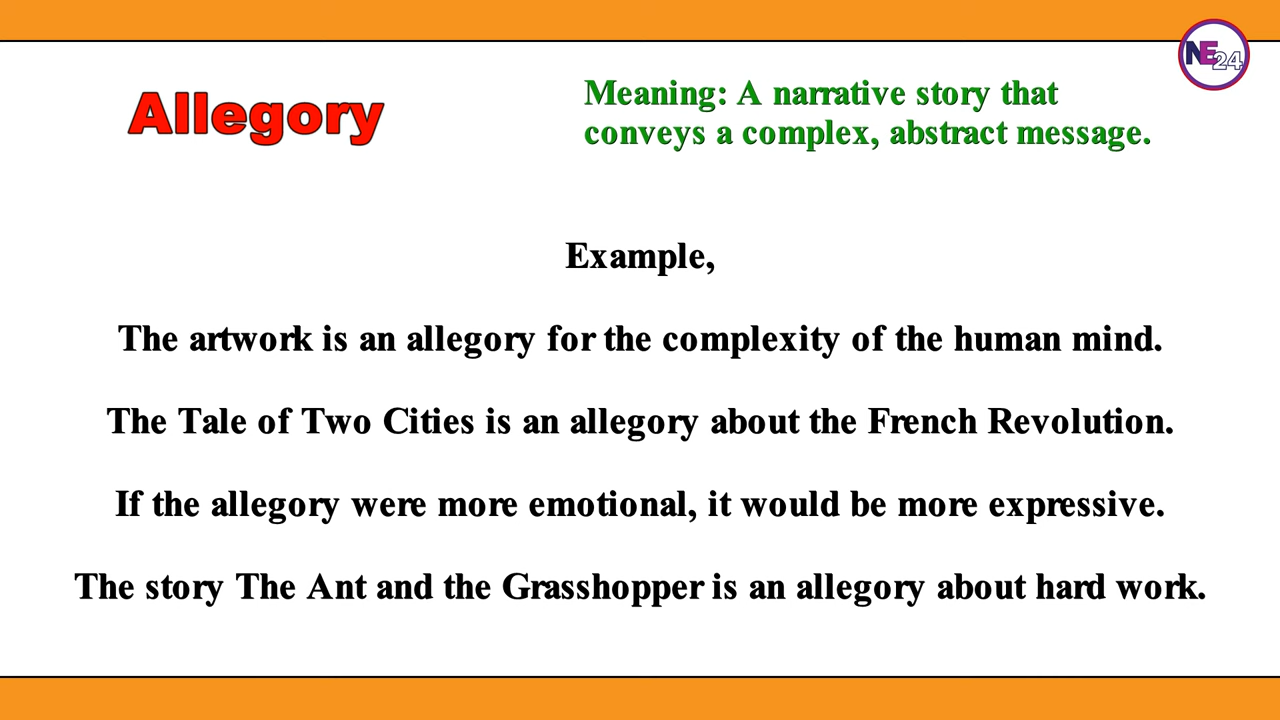 NE24
Allegory
Meaning: A narrative story that
conveys a complex, abstract message.
Example,
The artwork is an allegory for the complexity of the human mind.
The Tale of Two Cities is an allegory about the French Revolution.
If the allegory were more emotional, it would be more expressive.
The story The Ant and the Grasshopper is an allegory about hard work.